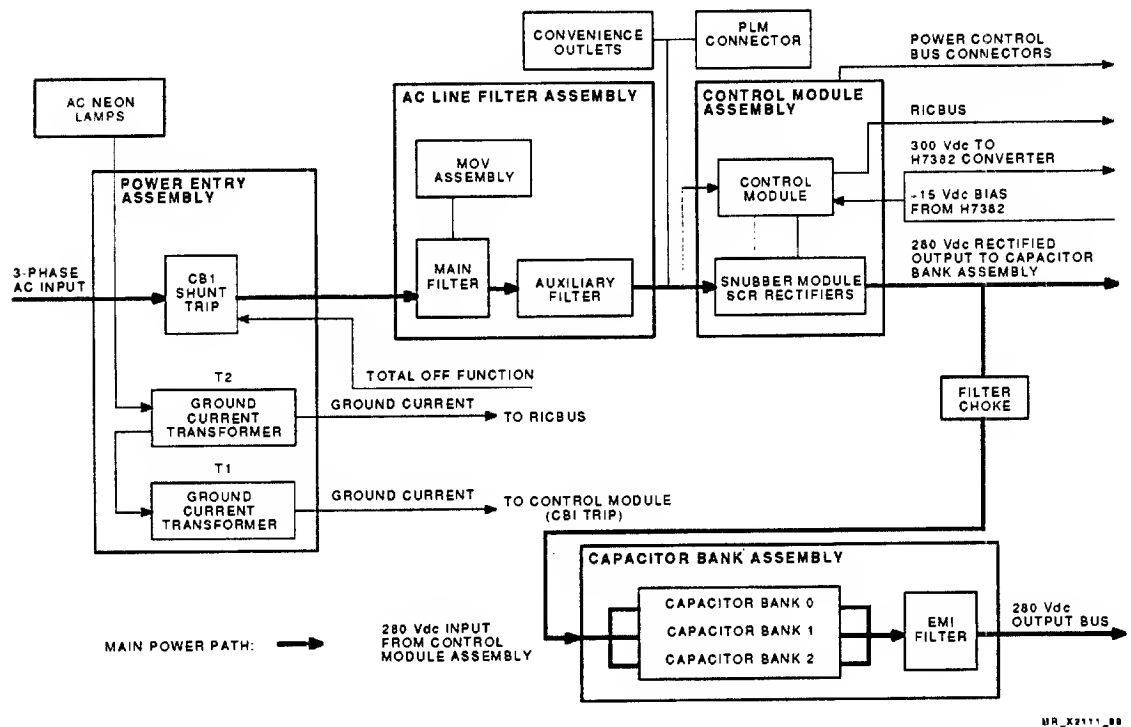 CONVENIENCE
OUTLETS
PLM
CONNECTOR
POWER CONTROL
BUS CONNECTORS
AC NEON
LAMPS
AC LINE FILTER ASSEMBLY
CONTROL MODULE
ASSEMBLY
RICBUS
MOV
ASSEMBLY
CONTROL
MODULE
300 Vdc TO
H7382 CONVERTER
-15 Vdc BIAS
FROM H7382
POWER ENTRY
ASSEMBLY
3-PHASE
AC INPUT
CB1
SHUNT
TRIP
MAIN
FILTER
AUXILIARY
FILTER
SNUBBER MODULE
SCR RECTIFIERS
280 Vdc RECTIFIED
OUTPUT TO CAPACITOR
BANK ASSEMBLY
TOTAL OFF FUNCTION
FILTER
CHOKE
T2
GROUND
CURRENT
TRANSFORMER
GROUND CURRENT
TO RICBUS
T1
GROUND
CURRENT
TRANSFORMER
GROUND CURRENT
TO CONTROL MODULE
(CBI TRIP)
CAPACITOR BANK ASSEMBLY
CAPACITOR BANK 0
CAPACITOR BANK 1
CAPACITOR BANK 2
EMI
FILTER
280 Vdc
OUTPUT BUS
MAIN POWER PATH:
280 Vdc INPUT
FROM CONTROL
MODULE ASSEMBLY
MR_X2111_89